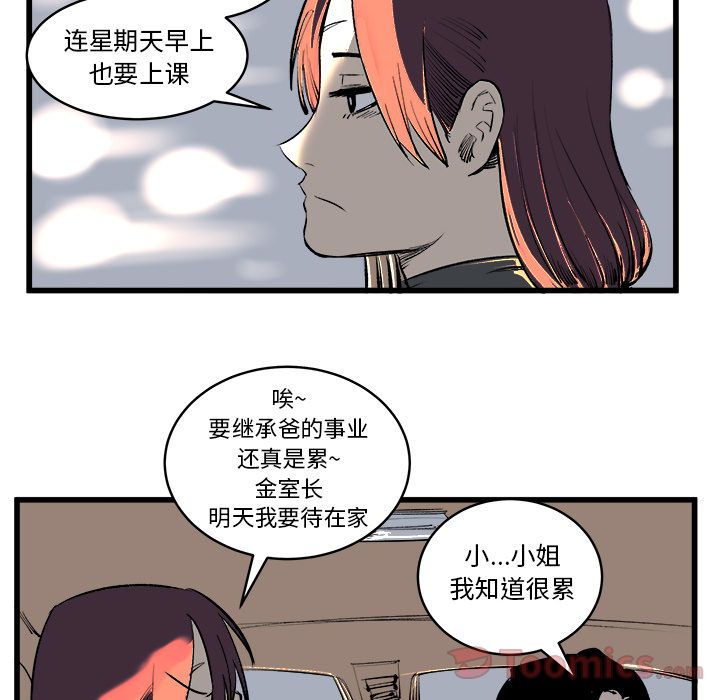 连星期天早上
也要上课
唉~
要继承爸的事业
还真是累~
金室长
明天我要待在家
小...小姐
我知道很累
Toomics.com